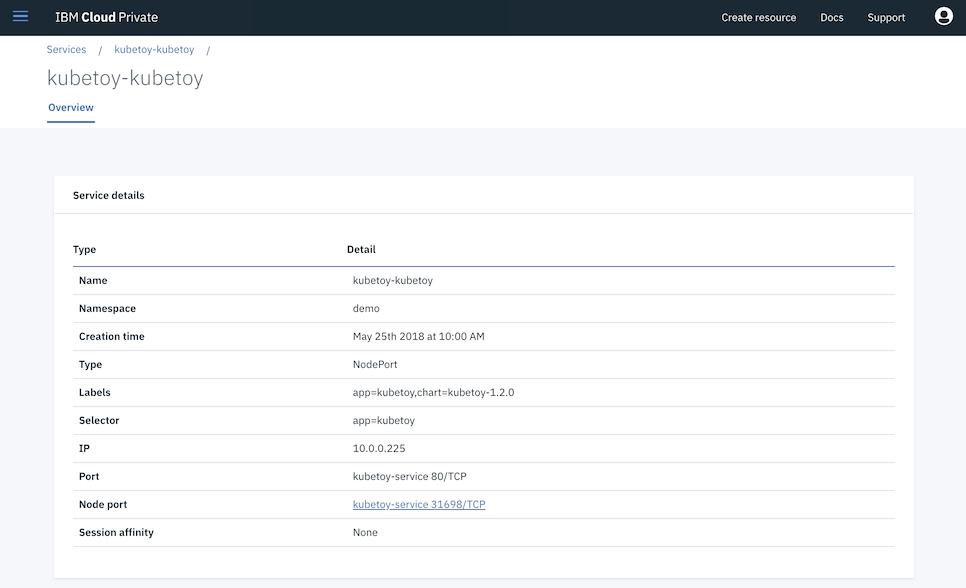 IBM Cloud Private Create resource Docs Support
Services / kubetoy-kubetoy /
kubetoy-kubetoy
Overview
Service details
Type Detail
Name kubetoy-kubetoy
Namespace demo
Creation time May 25th 2018 at 10:00 AM
Type NodePort
Labels app=kubetoy,chart=kubetoy-1.2.0
Selector app=kubetoy
IP 10.0.0.225
Port kubetoy-service 80/TCP
Node port kubetoy-service 31698/TCP
Session affinity None